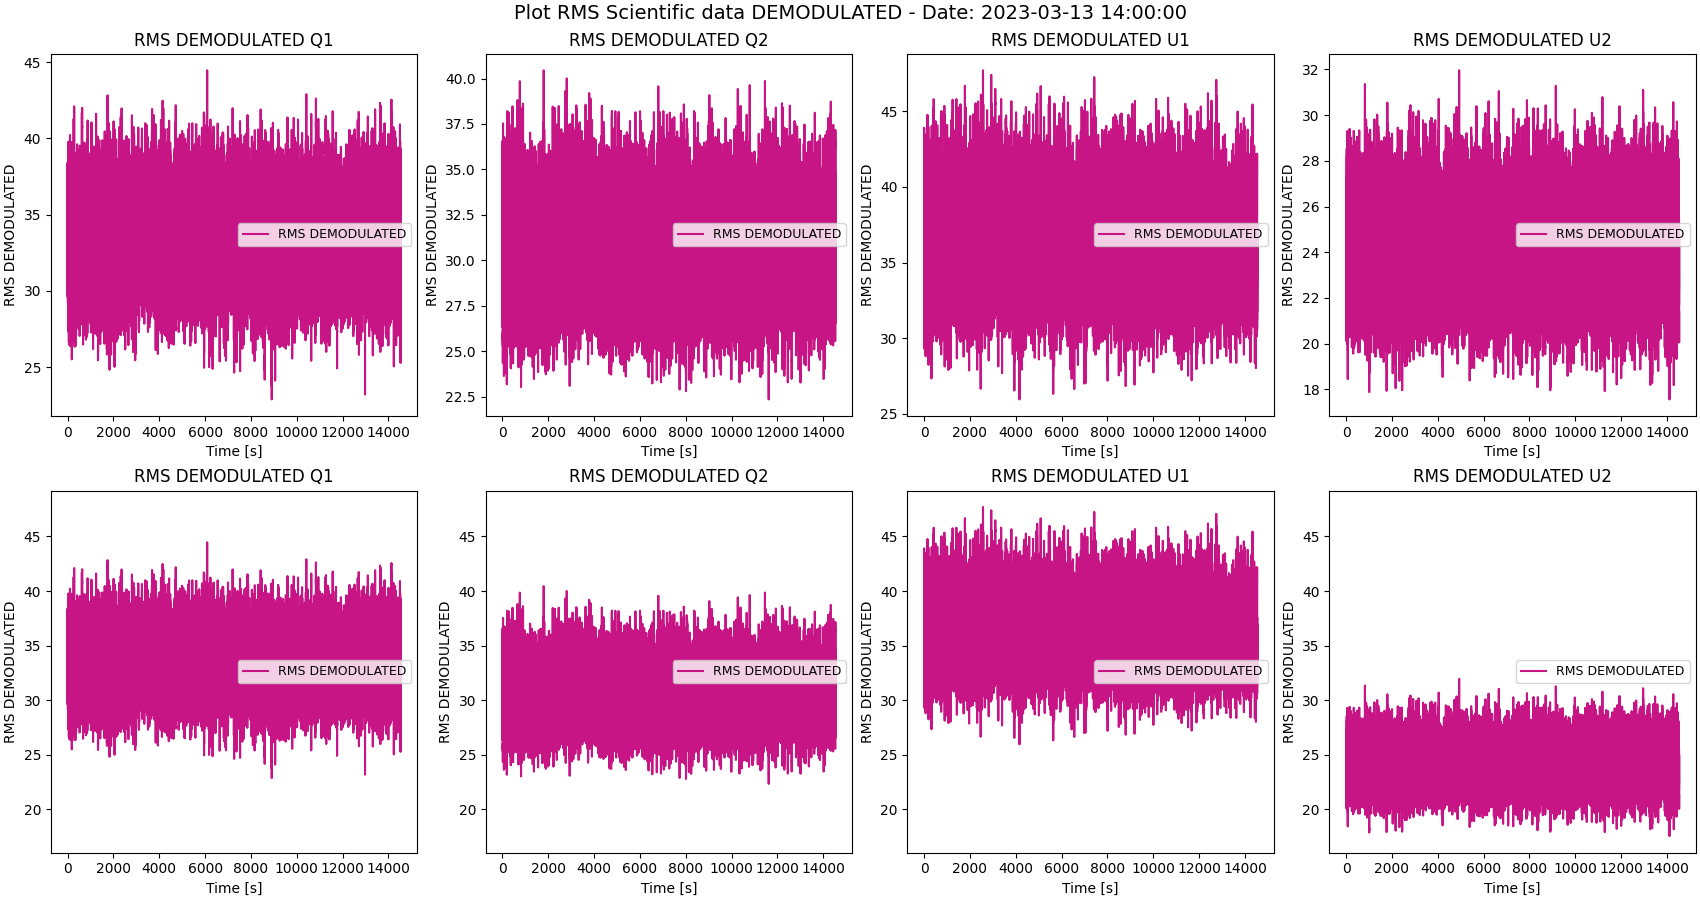 Plot RMS Scientific data DEMODULATED - Date: 2023-03-13 14:00:00
RMS DEMODULATED Q1
RMS DEMODULATED Q2
RMS DEMODULATED U1
RMS DEMODULATED U2
45
40
35
30
25
RMS DEMODULATED
RMS DEMODULATED
0 2000 4000 6000 8000 10000 12000 14000
Time [s]
40.0
37.5
35.0
32.5
30.0
27.5
25.0
22.5
RMS DEMODULATED
RMS DEMODULATED
0 2000 4000 6000 8000 10000 12000 14000
Time [s]
45
40
35
30
25
RMS DEMODULATED
RMS DEMODULATED
0 2000 4000 6000 8000 10000 12000 14000
Time [s]
32
30
28
26
24
22
20
18
RMS DEMODULATED
RMS DEMODULATED
0 2000 4000 6000 8000 10000 12000 14000
Time [s]
RMS DEMODULATED Q1
RMS DEMODULATED Q2
RMS DEMODULATED U1
RMS DEMODULATED U2
45
40
35
30
25
20
RMS DEMODULATED
RMS DEMODULATED
0 2000 4000 6000 8000 10000 12000 14000
Time [s]
45
40
35
30
25
20
RMS DEMODULATED
RMS DEMODULATED
0 2000 4000 6000 8000 10000 12000 14000
Time [s]
45
40
35
30
25
20
RMS DEMODULATED
RMS DEMODULATED
0 2000 4000 6000 8000 10000 12000 14000
Time [s]
45
40
35
30
25
20
RMS DEMODULATED
RMS DEMODULATED
0 2000 4000 6000 8000 10000 12000 14000
Time [s]